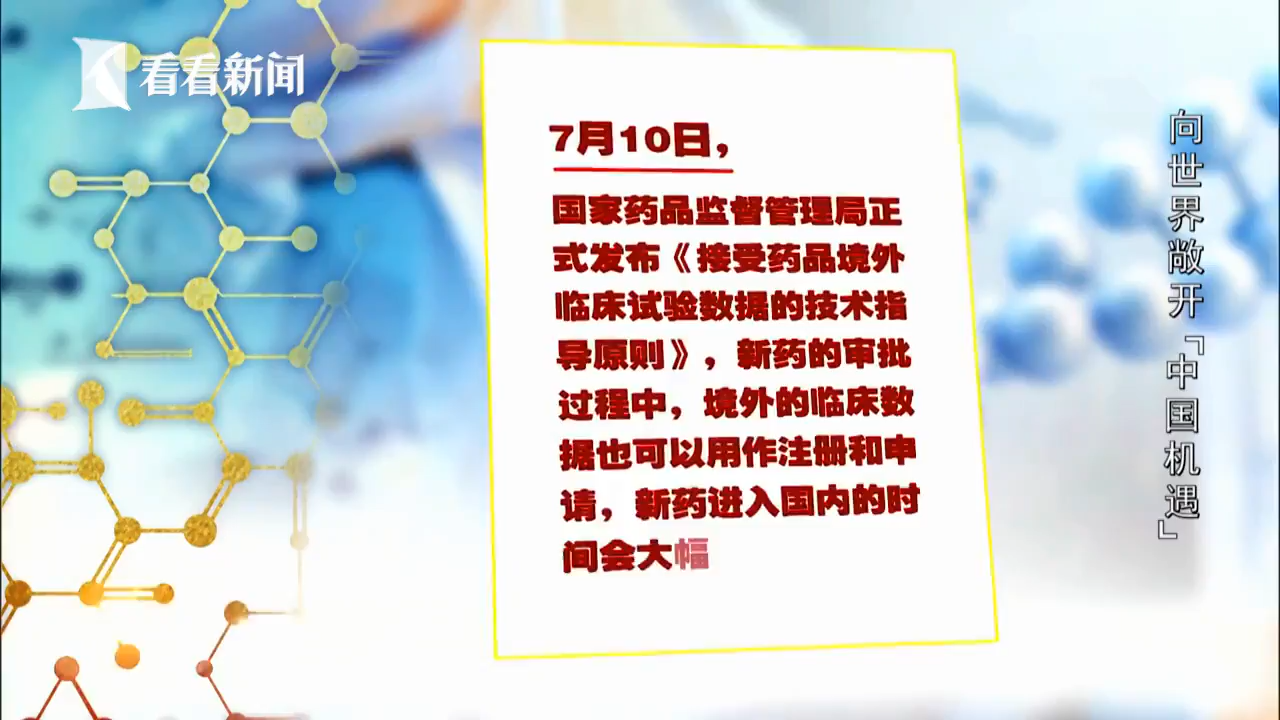 看看新闻
7月10日，
国家药品监督管理局正
式发布《接受药品境外
临床试验数据的技术指
导原则》，新药的审批
过程中，境外的临床数
据也可以用作注册和申
请，新药进入国内的时
间会大幅
向世界敞开「中国机遇」